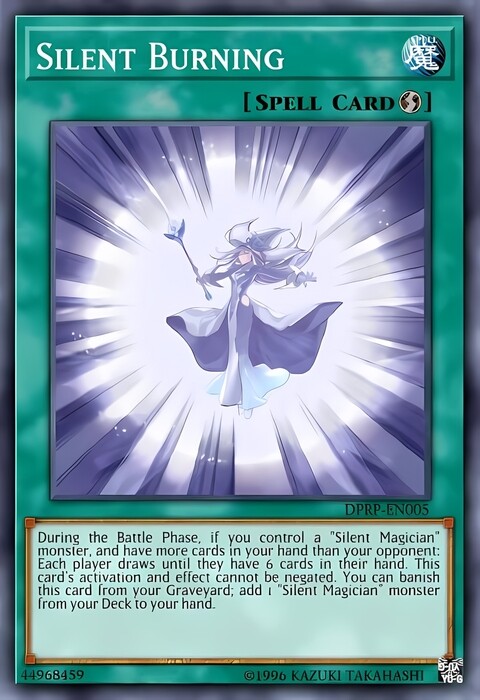 SILENT BURNING
[SPELL CARD]
DPRP-EN005
During the Battle Phase, if you control a "Silent Magician"
monster, and have more cards in your hand than your opponent:
Each player draws until they have 6 cards in their hand. This
card's activation and effect cannot be negated. You can banish
this card from your Graveyard; add 1 "Silent Magician" monster
from your Deck to your hand.
44968459
©1996 KAZUKI TAKAHASHI